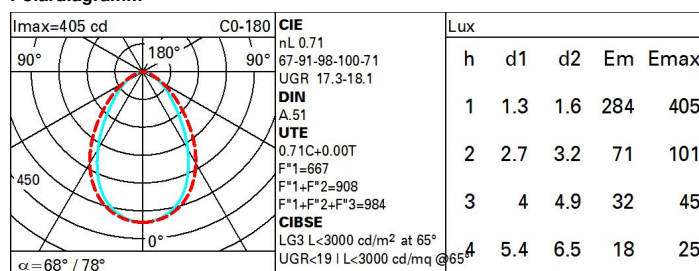 Polardiagramm
Imax=405 cd C0-180
90° 180° 90°
450
0°
α=68° / 78°
CIE
nL 0.71
67-91-98-100-71
UGR 17.3-18.1
DIN
A.51
UTE
0.71C+0.00T
F"1=667
F"1+F"2=908
F"1+F"2+F"3=984
CIBSE
LG3 L<3000 cd/m² at 65°
UGR<19 | L<3000 cd/mq @65°
Lux
h d1 d2 Em Emax
1 1.3 1.6 284 405
2 2.7 3.2 71 101
3 4 4.9 32 45
4 5.4 6.5 18 25